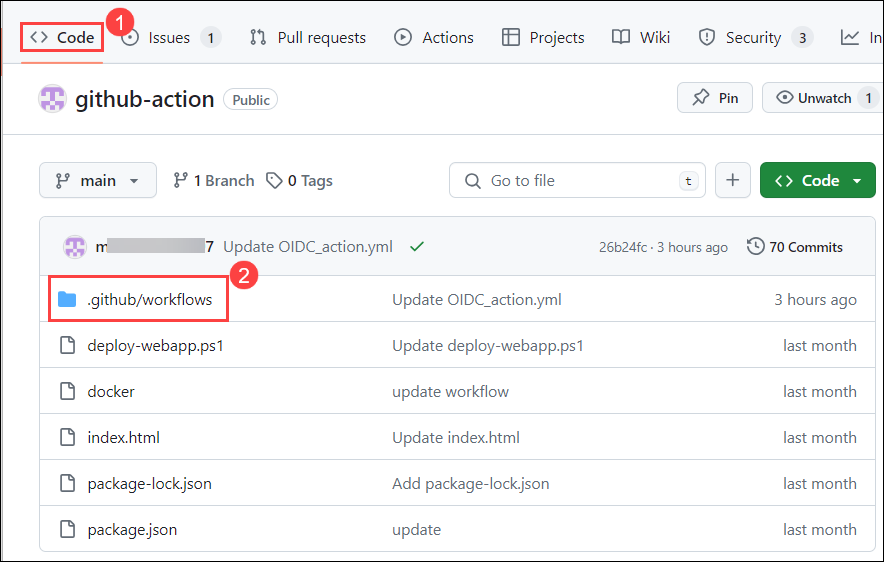 1
Code Issues 1 Pull requests Actions Projects Wiki Security 3 In
github-action Public Pin Unwatch 1
main 1 Branch 0 Tags Go to file t Code
m 7 Update OIDC_action.yml 26b24fc · 3 hours ago 70 Commits
2
.github/workflows Update OIDC_action.yml 3 hours ago
deploy-webapp.ps1 Update deploy-webapp.ps1 last month
docker update workflow last month
index.html Update index.html last month
package-lock.json Add package-lock.json last month
package.json update last month